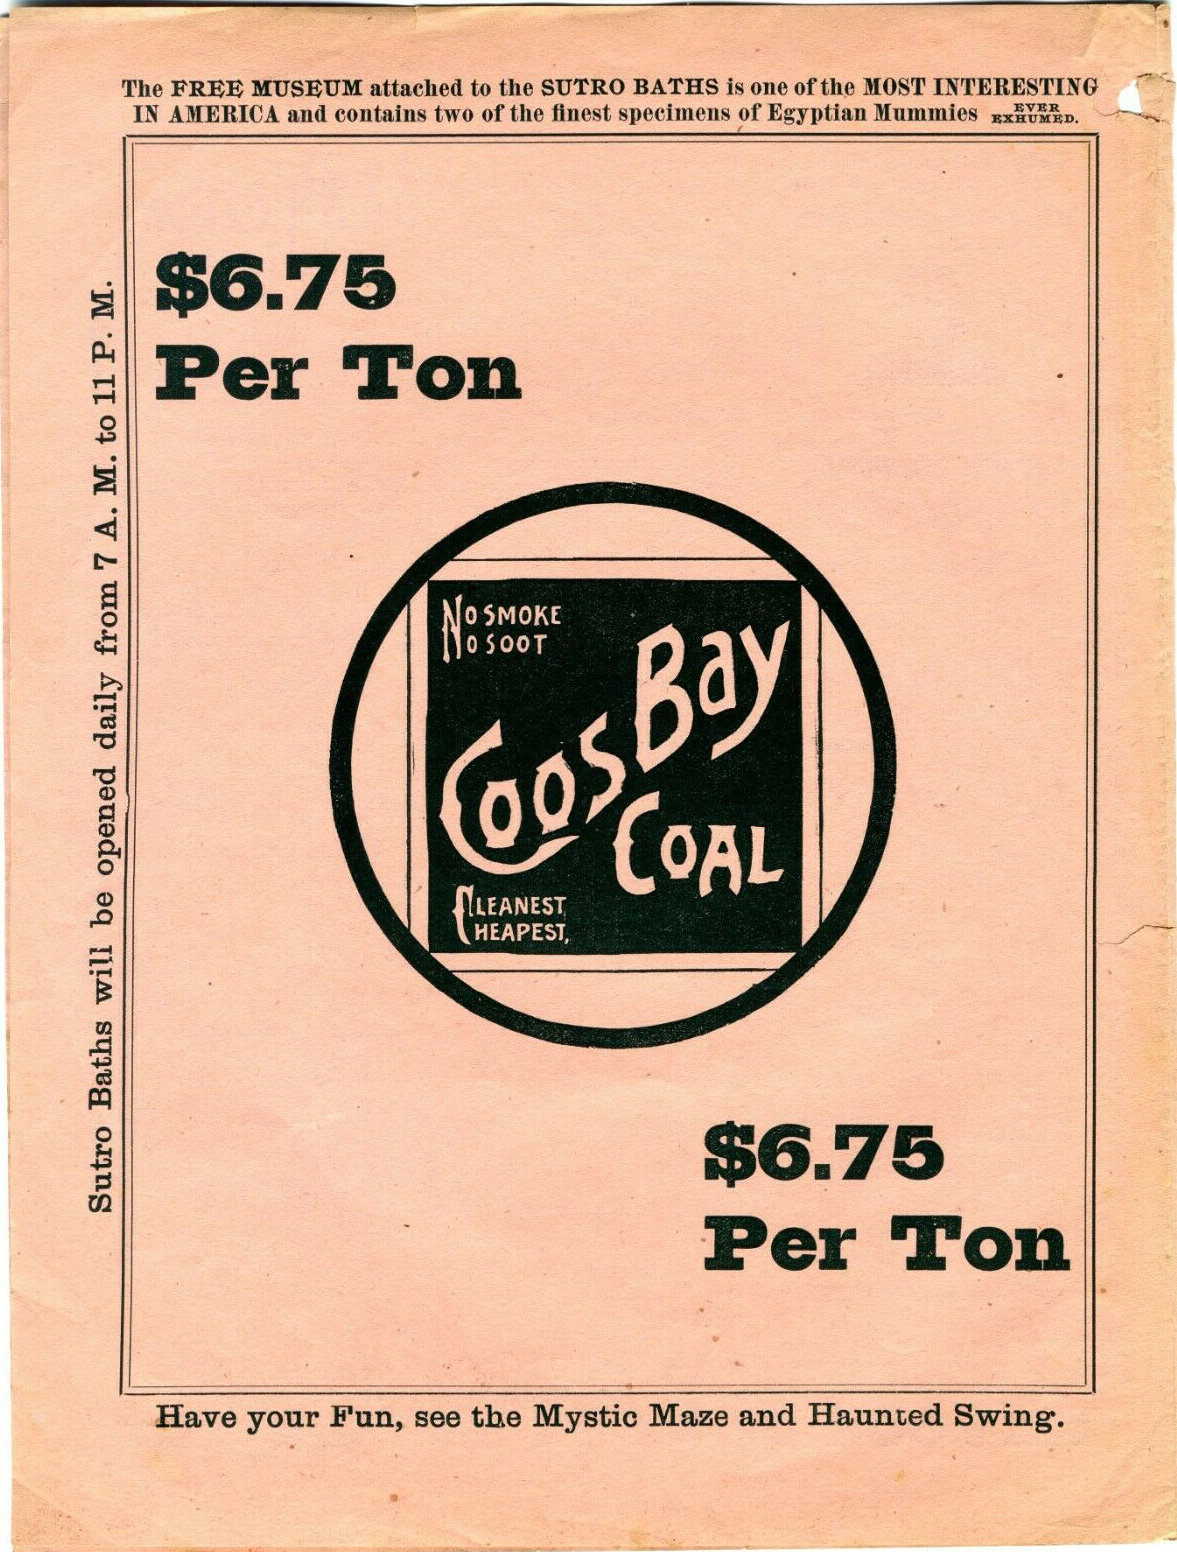 The FREE MUSEUM attached to the SUTRO BATHS is one of the MOST INTERESTING
IN AMERICA and contains two of the finest specimens of Egyptian Mummies EVER EXHUMED.
Sutro Baths will be opened daily from 7 A. M. to 11 P. M.
$6.75
Per Ton
NO SMOKE
NO SOOT
Coos Bay
COAL
CLEANEST,
CHEAPEST,
$6.75
Per Ton
Have your Fun, see the Mystic Maze and Haunted Swing.